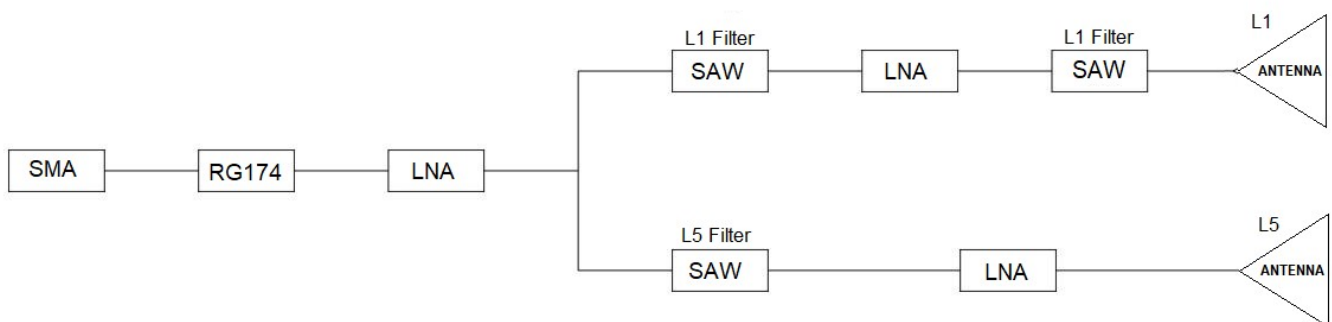 L1
L1 Filter
L1 Filter
SAW
LNA
SAW
ANTENNA
SMA
RG174
LNA
L5
L5 Filter
SAW
LNA
ANTENNA